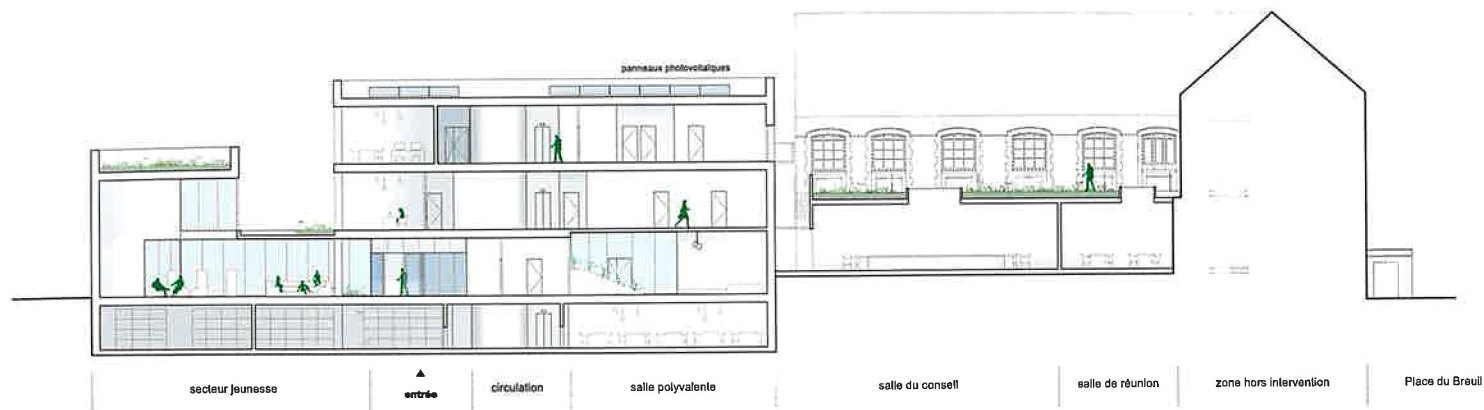 panneaux photovoltaïques
secteur jeunesse
entrée
circulation
salle polyvalente
salle du conseil
salle de réunion
zone hors intervention
Place du Breuil